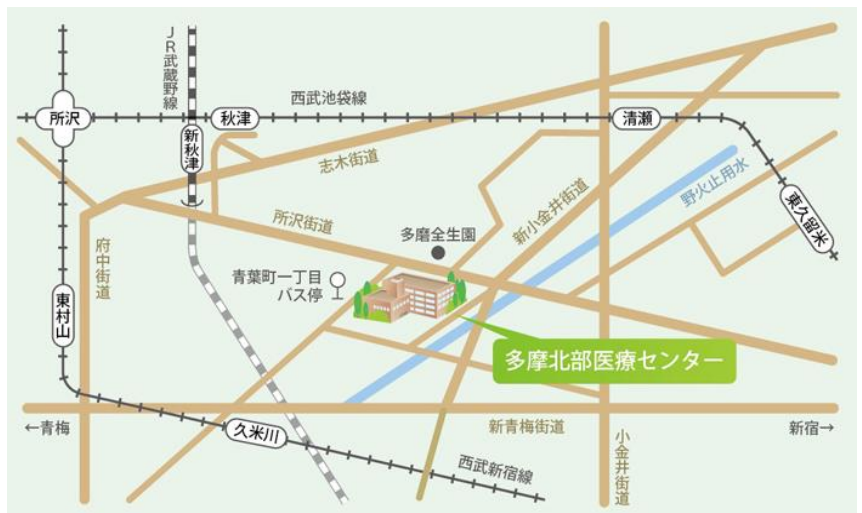 JR武蔵野線
西武池袋線
所沢
秋津
清瀬
新秋津
志木街道
新小金井街道
野火止用水
東久留米
所沢街道
多磨全生園
府中街道
青葉町一丁目
バス停
東村山
多摩北部医療センター
←青梅
久米川
新青梅街道
新宿→
小金井街道
西武新宿線